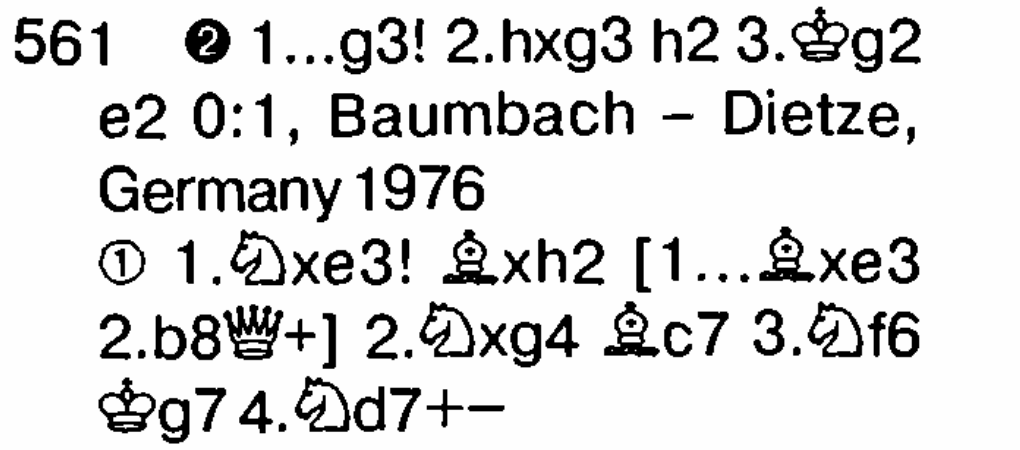 561 ❷ 1...g3! 2.hxg3 h2 3.♔g2
e2 0:1, Baumbach – Dietze,
Germany 1976
① 1.♘xe3! ♗xh2 [1...♗xe3
2.b8♕+] 2.♘xg4 ♗c7 3.♘f6
♔g7 4.♘d7+−